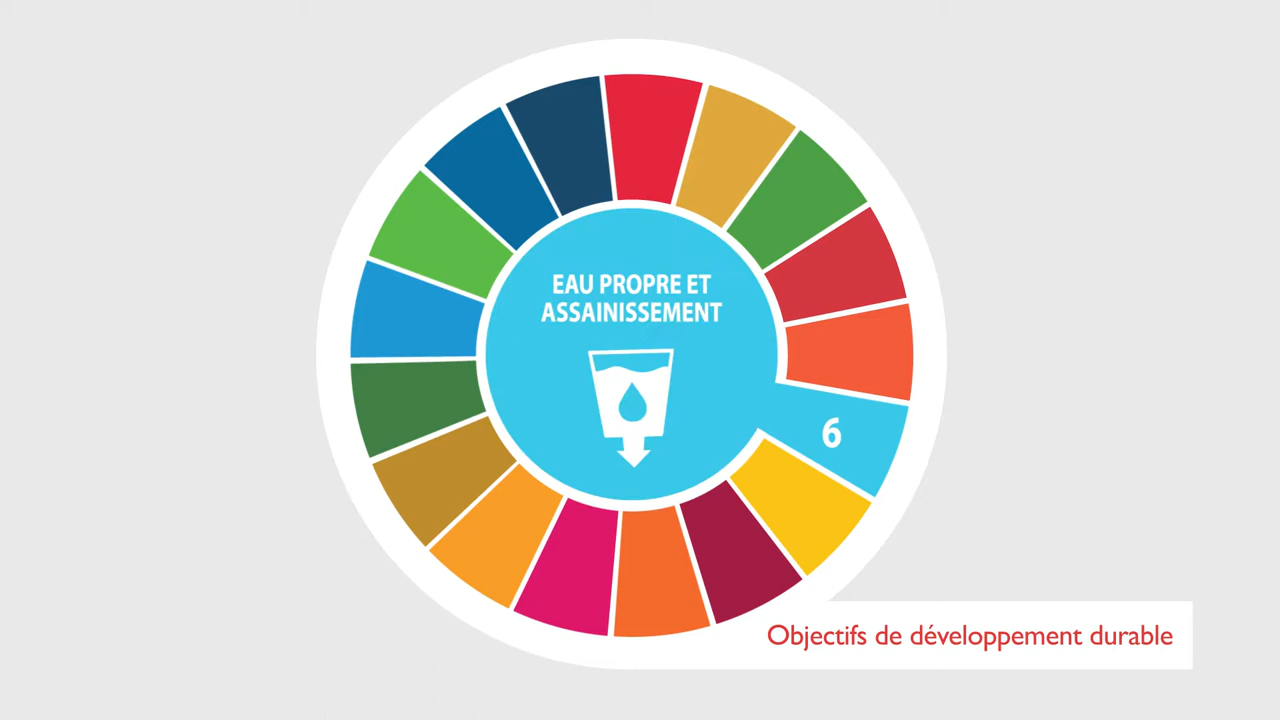 EAU PROPRE ET
ASSAINISSEMENT
6
Objectifs de développement durable